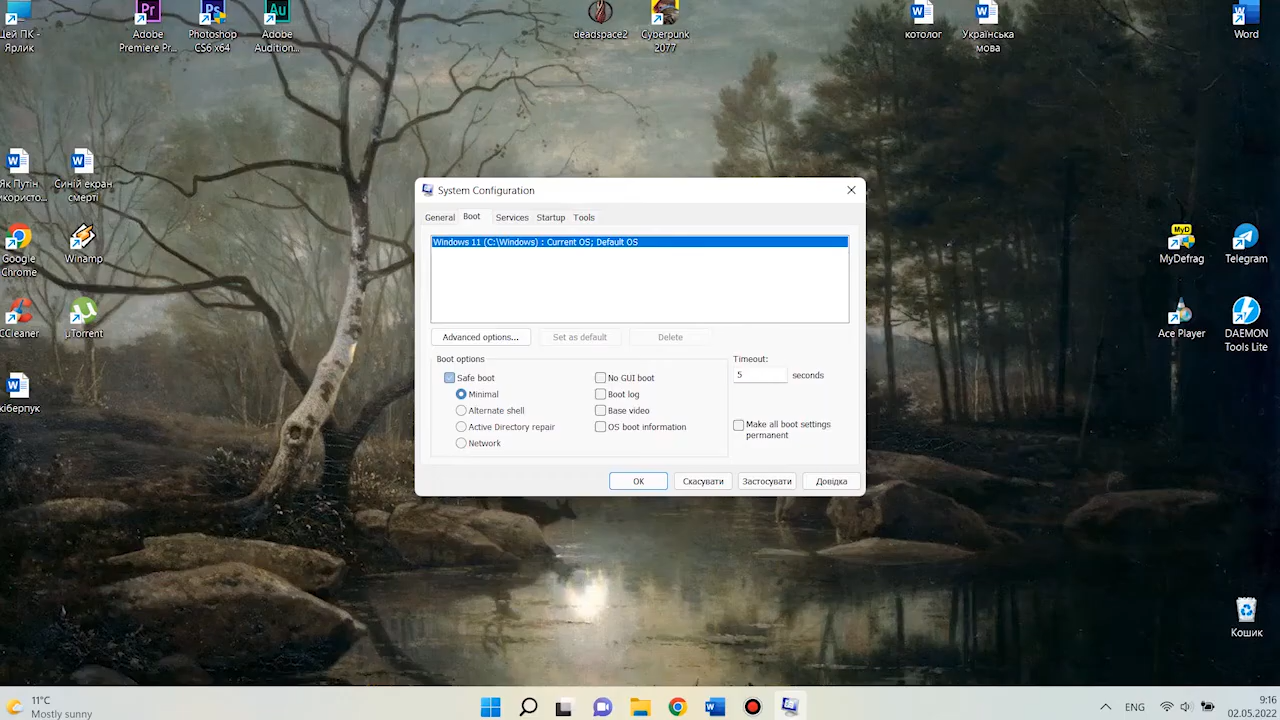 цей ПК -
Ярлик
Adobe
Premiere Pr...
Photoshop
CS6 x64
Adobe
Audition...
deadspace2
Cyberpunk
2077
котолог
Українська
мова
Word
Як Путін
використо...
Синій екран
смерті
Google
Chrome
Winamp
CCleaner
µTorrent
кіберпук
MyDefrag
Telegram
Ace Player
DAEMON
Tools Lite
Кошик
System Configuration
General
Boot
Services
Startup
Tools
Windows 11 (C:\Windows) : Current OS; Default OS
Advanced options...
Set as default
Delete
Boot options
Safe boot
Minimal
Alternate shell
Active Directory repair
Network
No GUI boot
Boot log
Base video
OS boot information
Timeout:
5
seconds
Make all boot settings
permanent
OK
Скасувати
Застосувати
Довідка
11°C
Mostly sunny
ENG
9:16
02.05.2022